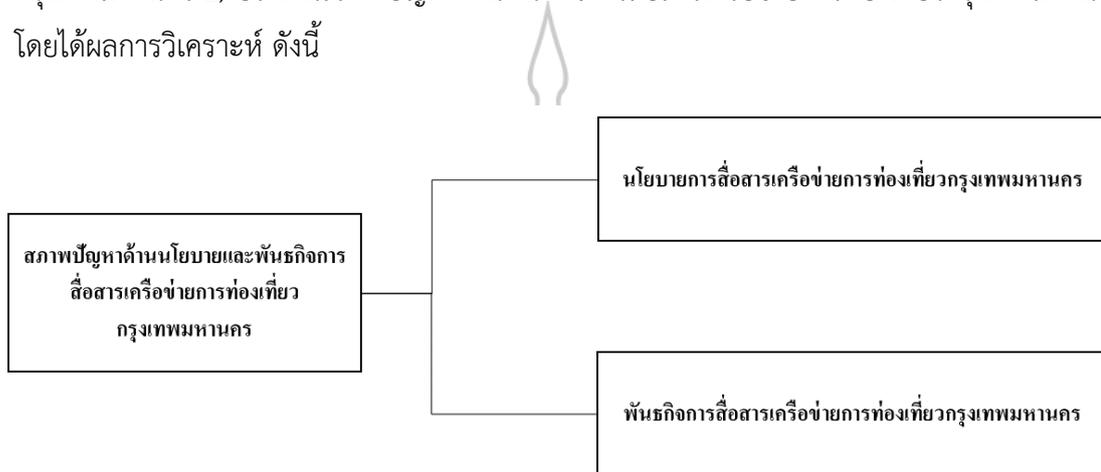 โดยได้ผลการวิเคราะห์ ดังนี้
นโยบายการสื่อสารเครือข่ายการท่องเที่ยวกรุงเทพมหานคร
สภาพปัญหาด้านนโยบายและพันธกิจการ
สื่อสารเครือข่ายการท่องเที่ยว
กรุงเทพมหานคร
พันธกิจการสื่อสารเครือข่ายการท่องเที่ยวกรุงเทพมหานคร